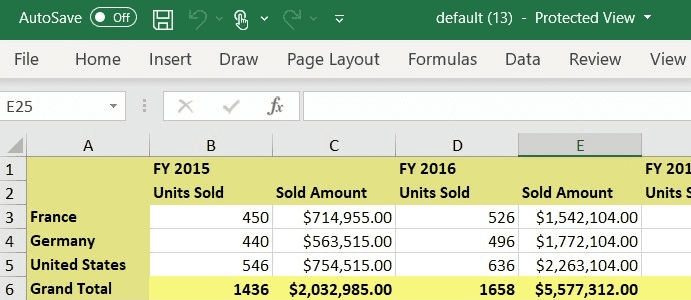 AutoSave Off default (13) - Protected View
File Home Insert Draw Page Layout Formulas Data Review View
E25 fx
A B C D E
1 FY 2015 FY 2016 FY 201
2 Units Sold Sold Amount Units Sold Sold Amount Units S
3 France 450 $714,955.00 526 $1,542,104.00
4 Germany 440 $563,515.00 496 $1,772,104.00
5 United States 546 $754,515.00 636 $2,263,104.00
6 Grand Total 1436 $2,032,985.00 1658 $5,577,312.00